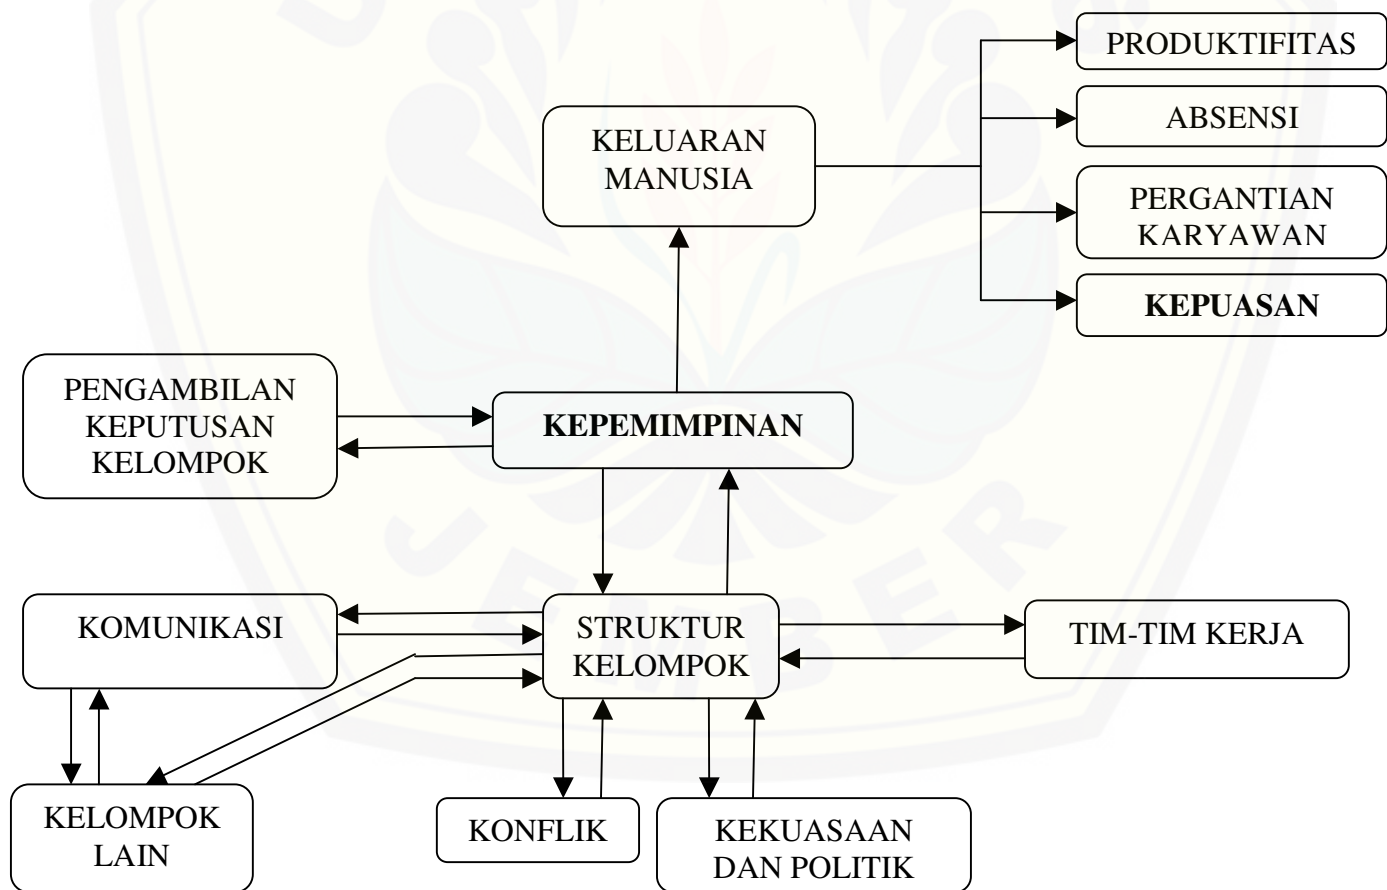 PRODUKTIFITAS
ABSENSI
KELUARAN
MANUSIA
PERGANTIAN
KARYAWAN
KEPUASAN
PENGAMBILAN
KEPUTUSAN
KELOMPOK
KEPEMIMPINAN
KOMUNIKASI
STRUKTUR
KELOMPOK
TIM-TIM KERJA
KELOMPOK
LAIN
KONFLIK
KEKUASAAN
DAN POLITIK
JEMBER